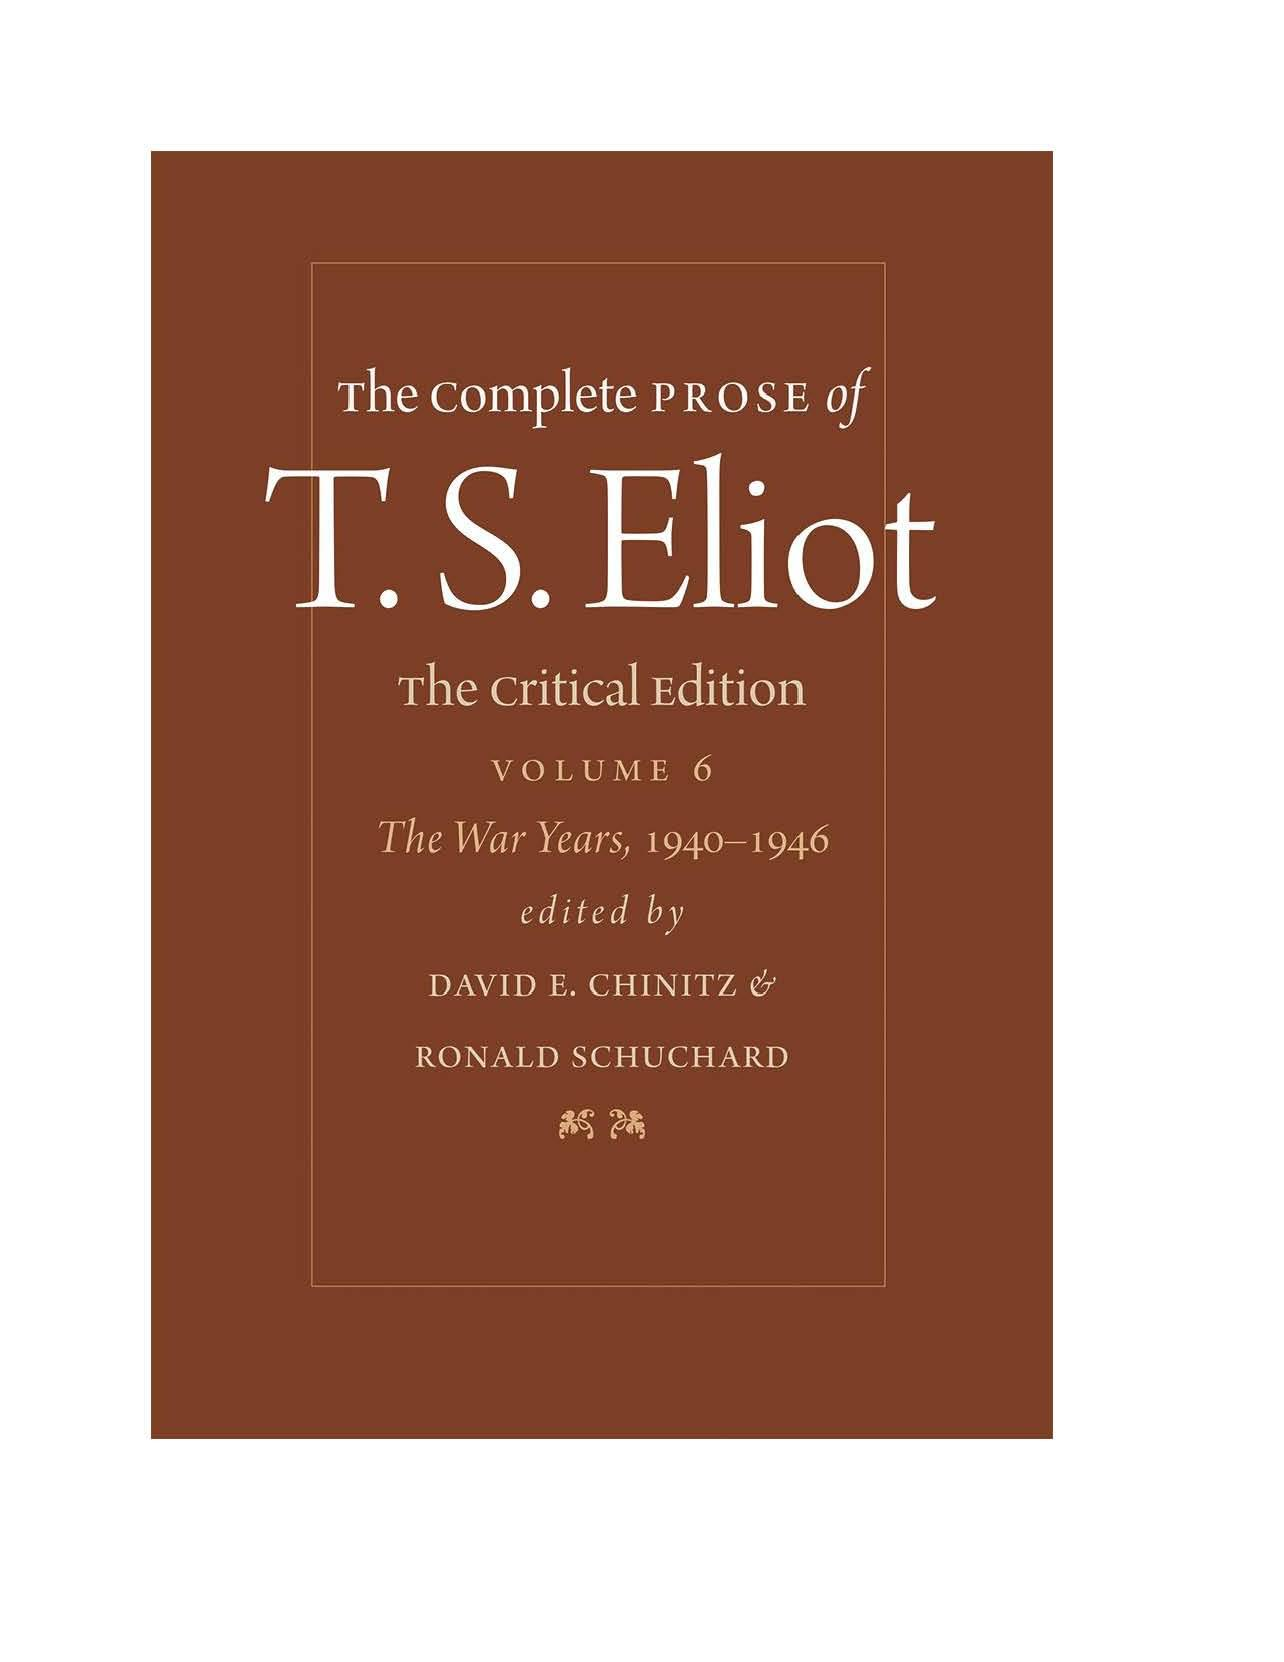 The Complete PROSE of
T. S. Eliot
The Critical Edition
VOLUME 6
The War Years, 1940–1946
edited by
DAVID E. CHINITZ &
RONALD SCHUCHARD